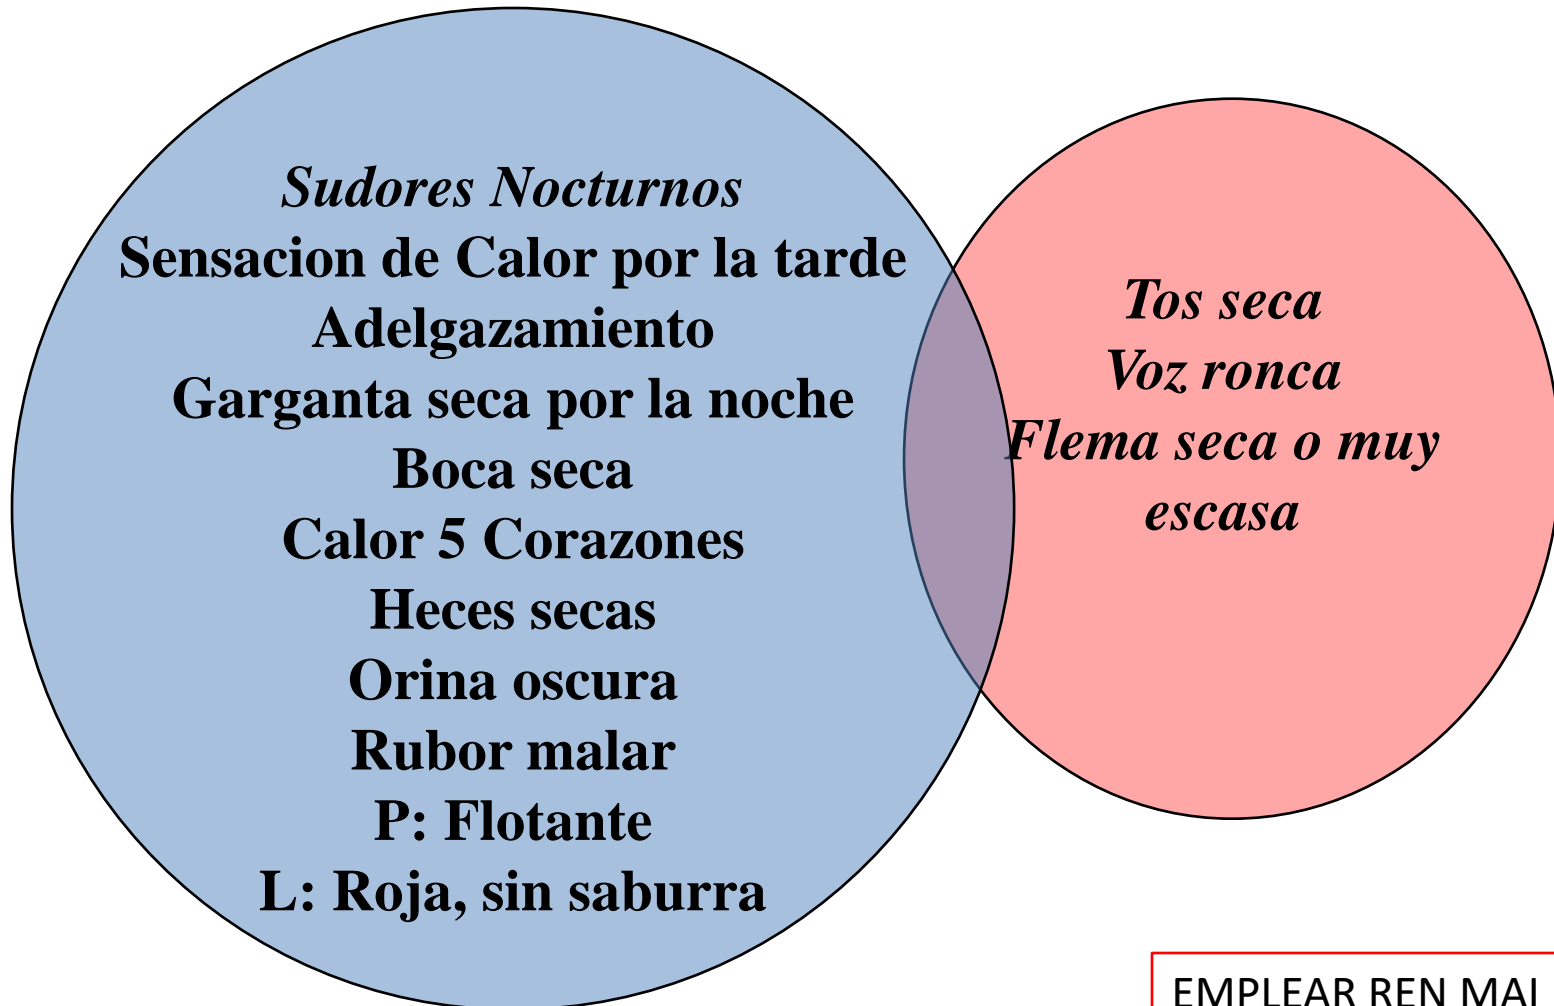 Sudores Nocturnos
Sensacion de Calor por la tarde
Adelgazamiento
Garganta seca por la noche
Boca seca
Calor 5 Corazones
Heces secas
Orina oscura
Rubor malar
P: Flotante
L: Roja, sin saburra
Tos seca
Voz ronca
Flema seca o muy
escasa
EMPLEAR REN MAI